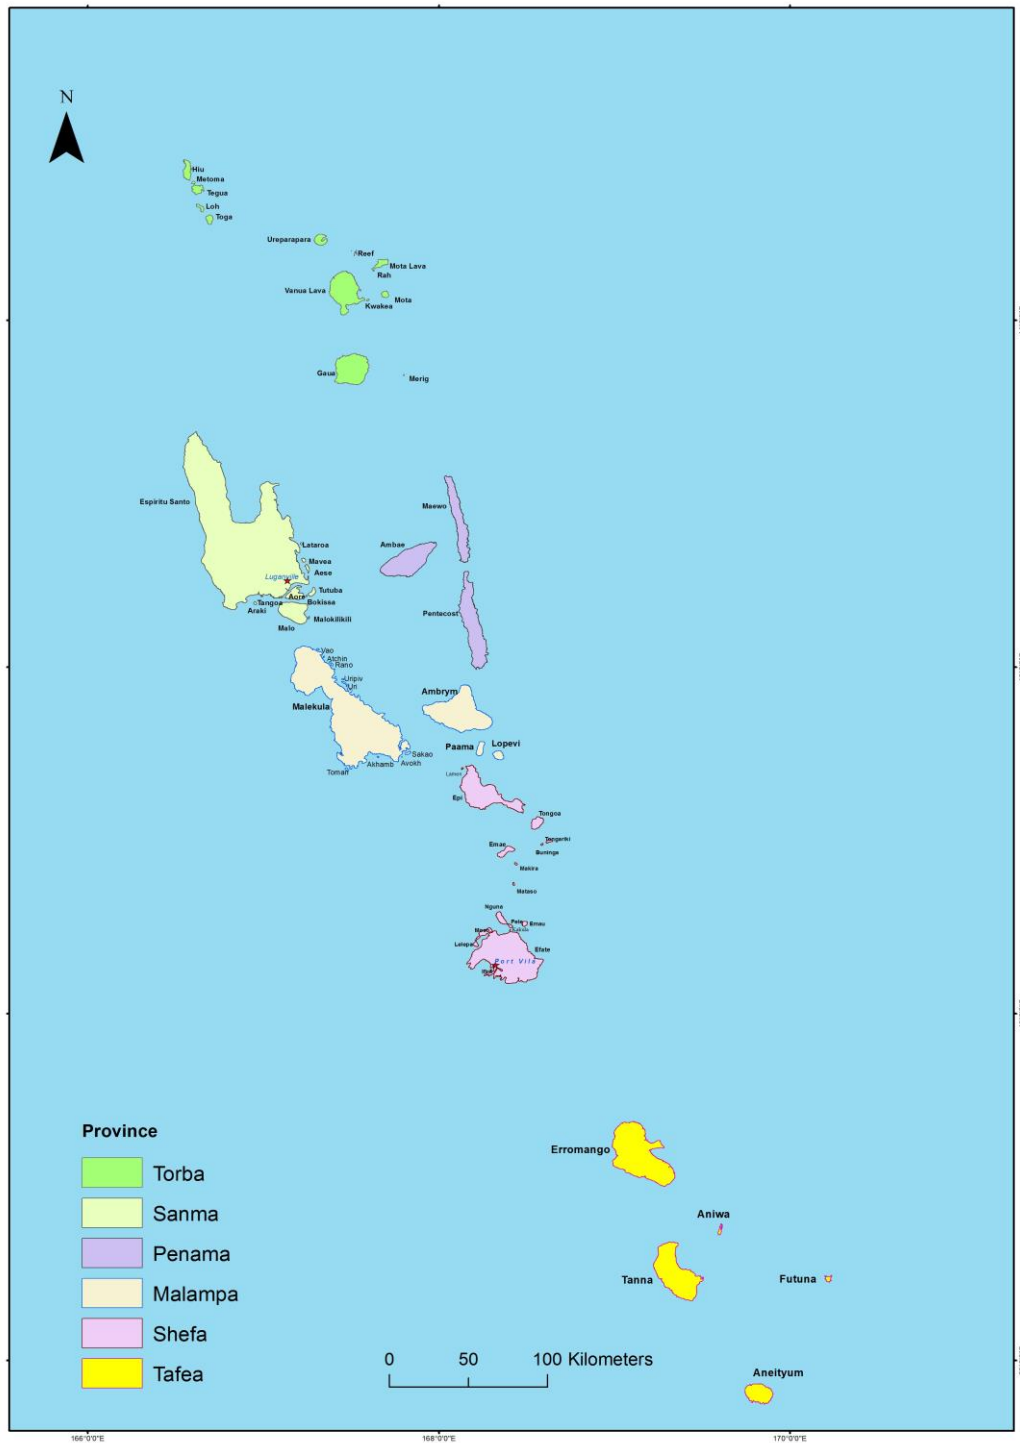 N
Hiu
Metoma
Tegua
Loh
Toga
Ureparapara
Reef
Mota Lava
Rah
Vanua Lava
Mota
Kwakea
Gaua
Merig
Espiritu Santo
Maewo
Ambae
Lataroa
Mavea
Aese
Luganville
Tutuba
Aore
Tangoa
Bokissa
Araki
Malokilikili
Malo
Pentecost
Vao
Atchin
Rano
Uripiv
Uri
Malekula
Ambrym
Paama
Lopevi
Sakao
Akhamb
Avokh
Toman
Lamen
Epi
Tongoa
Tongariki
Buninga
Emae
Makira
Mataso
Nguna
Pele
Emau
Lelepa
Efate
Port Vila
Erromango
Aniwa
Tanna
Futuna
Aneityum
Province
Torba
Sanma
Penama
Malampa
Shefa
Tafea
0 50 100 Kilometers
166°0'0"E 168°0'0"E 170°0'0"E